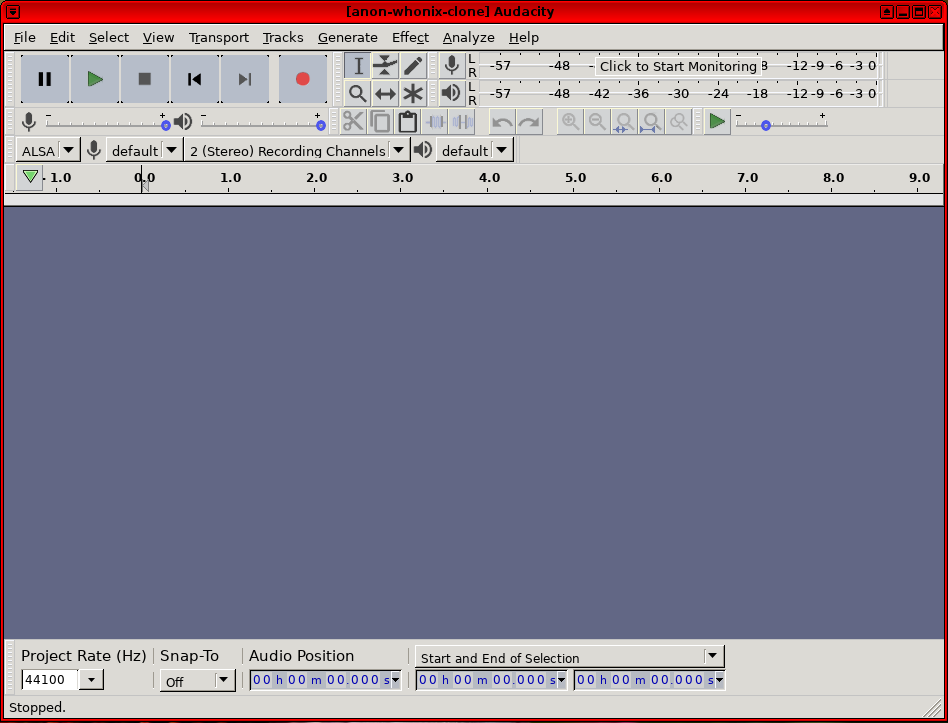 [anon-whonix-clone] Audacity
File Edit Select View Transport Tracks Generate Effect Analyze Help
L
R
-57 -48 - Click to Start Monitoring 8 -12 -9 -6 -3 0
L
R
-57 -48 -42 -36 -30 -24 -18 -12 -9 -6 -3 0
- + - + - +
ALSA default 2 (Stereo) Recording Channels default
- 1.0 0.0 1.0 2.0 3.0 4.0 5.0 6.0 7.0 8.0 9.0
Project Rate (Hz) Snap-To Audio Position Start and End of Selection
44100 Off 00 h 00 m 00.000 s 00 h 00 m 00.000 s 00 h 00 m 00.000 s
Stopped.